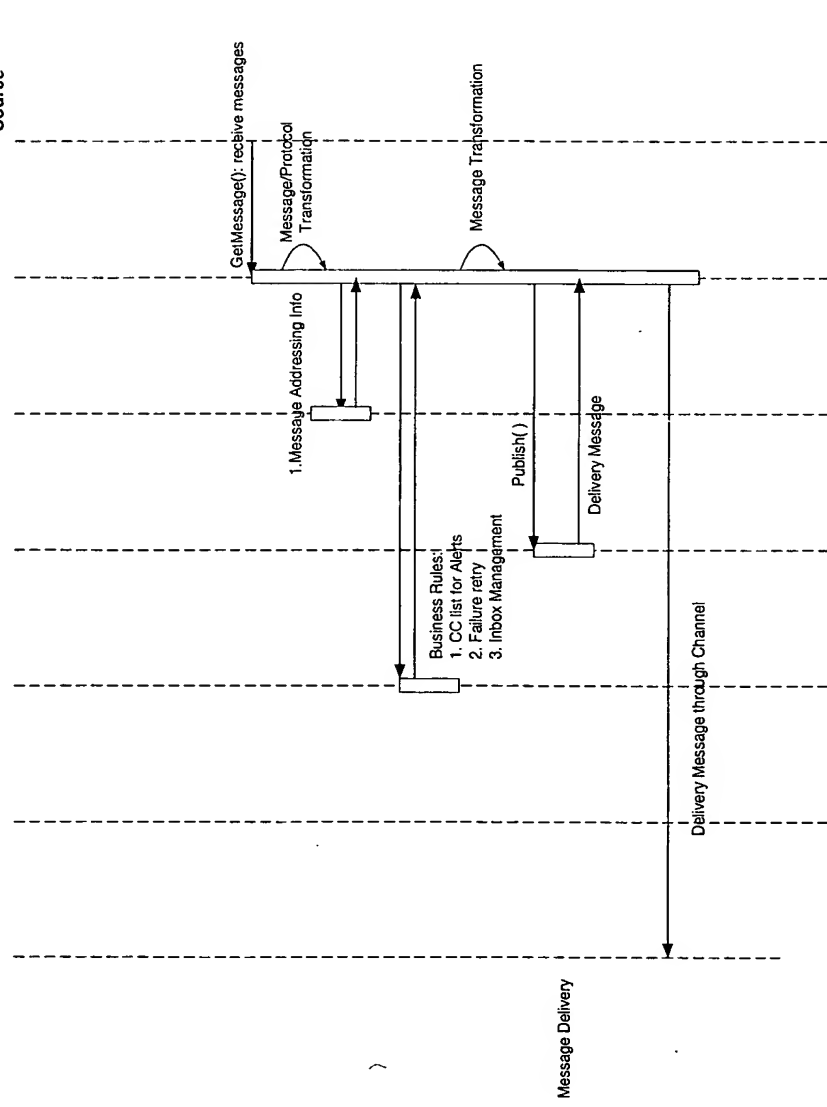 Source
GetMessage(): receive messages
Message/Protocol
Transformation
Message Transformation
1.Message Addressing Info
Publish( )
Delivery Message
Business Rules:
1. CC list for Alerts
2. Failure retry
3. Inbox Management
Delivery Message through Channel
Message Delivery